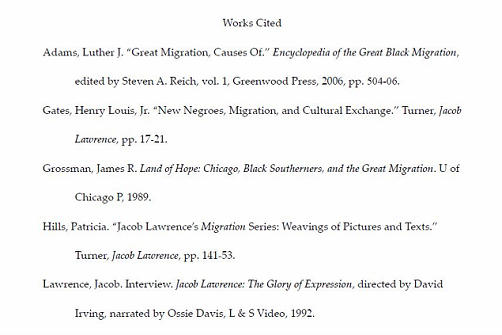 Works Cited
Adams, Luther J. “Great Migration, Causes Of.” Encyclopedia of the Great Black Migration,
edited by Steven A. Reich, vol. 1, Greenwood Press, 2006, pp. 504-06.
Gates, Henry Louis, Jr. “New Negroes, Migration, and Cultural Exchange.” Turner, Jacob
Lawrence, pp. 17-21.
Grossman, James R. Land of Hope: Chicago, Black Southerners, and the Great Migration. U of
Chicago P, 1989.
Hills, Patricia. “Jacob Lawrence’s Migration Series: Weavings of Pictures and Texts.”
Turner, Jacob Lawrence, pp. 141-53.
Lawrence, Jacob. Interview. Jacob Lawrence: The Glory of Expression, directed by David
Irving, narrated by Ossie Davis, L & S Video, 1992.